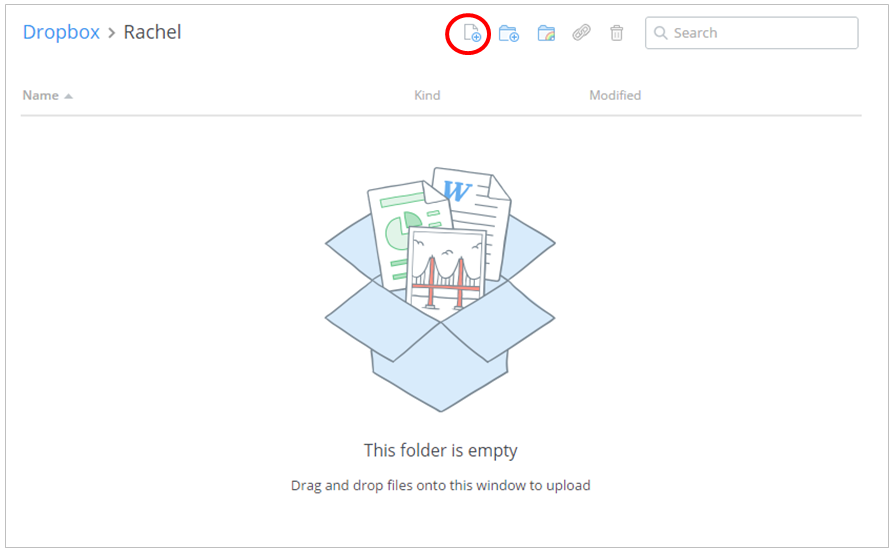 Dropbox > Rachel
Search
Name Kind Modified
W
This folder is empty
Drag and drop files onto this window to upload